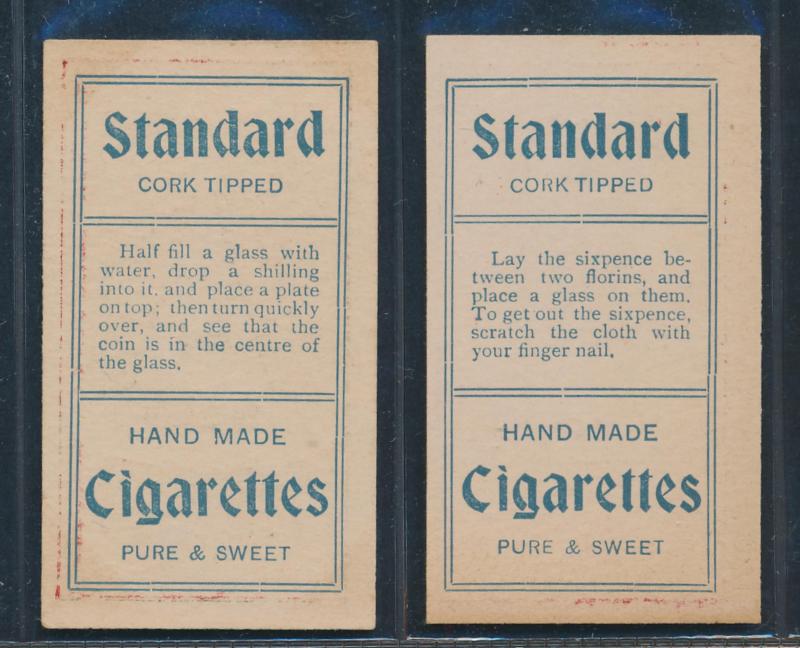 Standard
CORK TIPPED
Half fill a glass with
water, drop a shilling
into it, and place a plate
on top; then turn quickly
over, and see that the
coin is in the centre of
the glass.
HAND MADE
Cigarettes
PURE & SWEET
Standard
CORK TIPPED
Lay the sixpence be-
tween two florins, and
place a glass on them.
To get out the sixpence,
scratch the cloth with
your finger nail.
HAND MADE
Cigarettes
PURE & SWEET